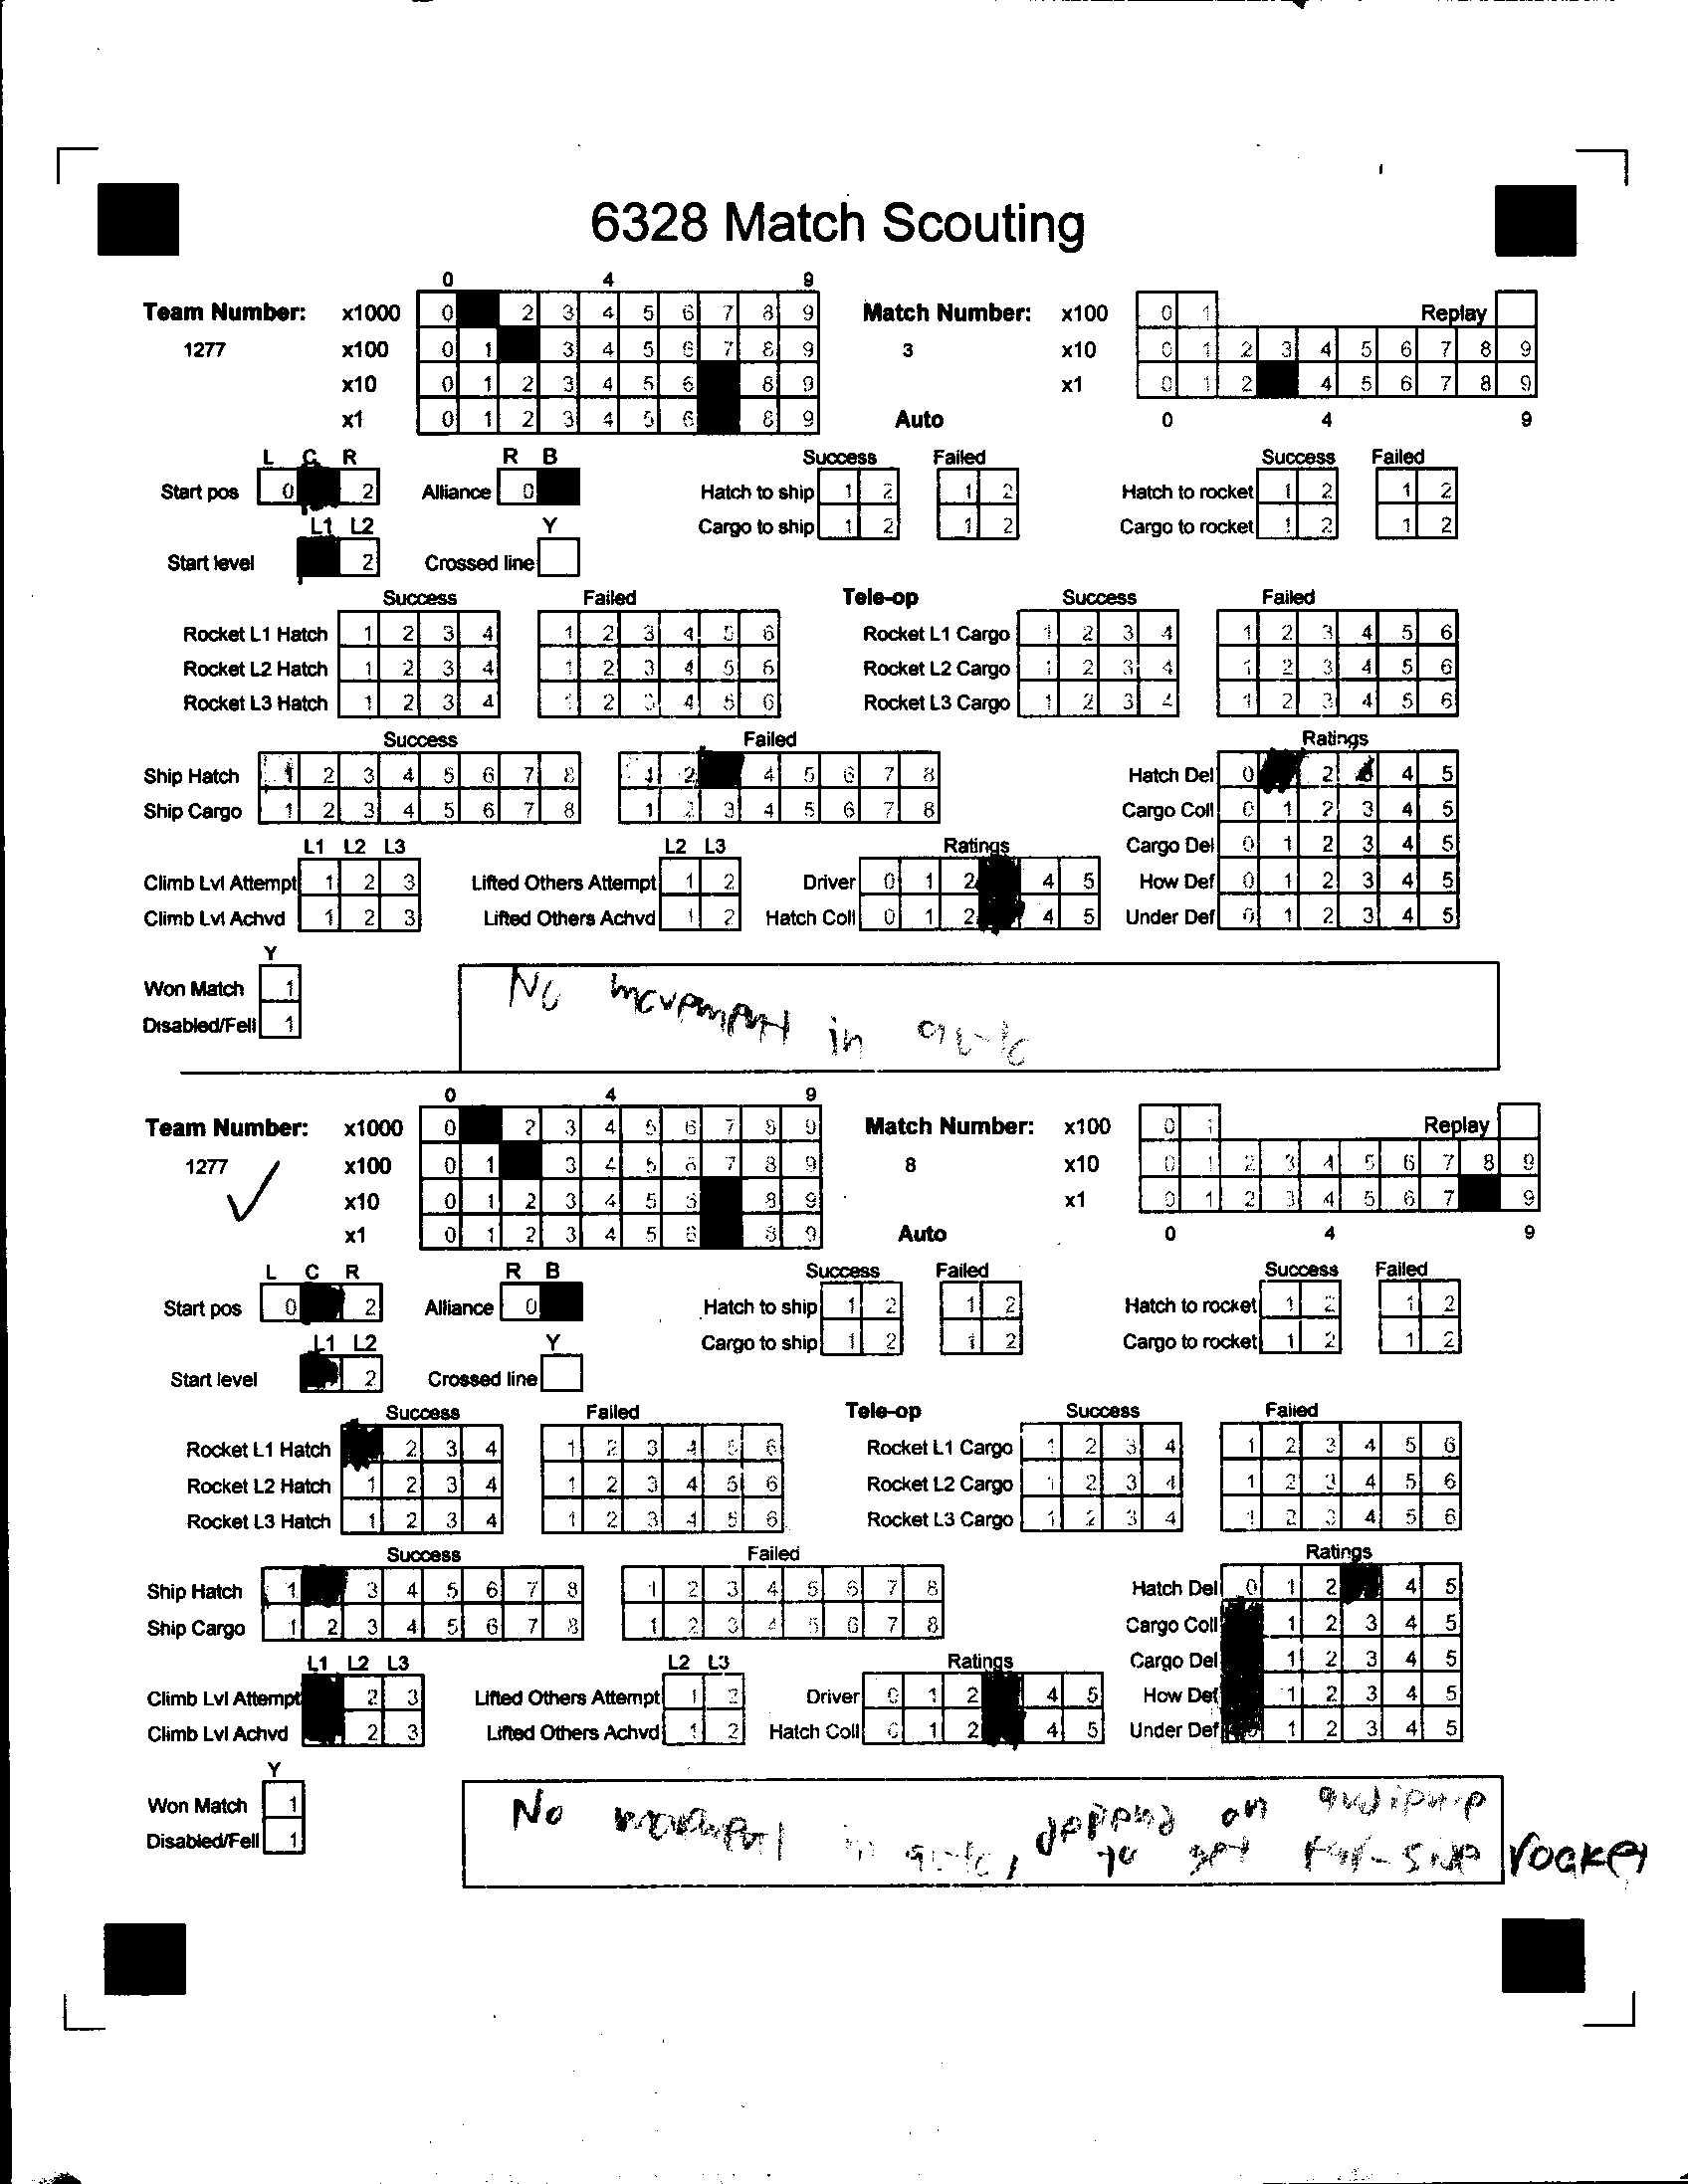 6328 Match Scouting
0 4 9
Team Number: x1000 0 2 3 4 5 6 7 8 9 Match Number: x100 0 1 Replay
1277 x100 0 1 3 4 5 6 7 8 9 3 x10 0 1 2 3 4 5 6 7 8 9
x10 0 1 2 3 4 5 6 8 9 x1 0 1 2 4 5 6 7 8 9
x1 0 1 2 3 4 5 6 8 9 Auto 0 4 9
L C R R B Success Failed Success Failed
Start pos 0 2 Alliance 0 Hatch to ship 1 2 1 2 Hatch to rocket 1 2 1 2
L1 L2 Y Cargo to ship 1 2 1 2 Cargo to rocket 1 2 1 2
Start level 2 Crossed line
Success Failed Tele-op Success Failed
Rocket L1 Hatch 1 2 3 4 1 2 3 4 5 6 Rocket L1 Cargo 1 2 3 4 1 2 3 4 5 6
Rocket L2 Hatch 1 2 3 4 1 2 3 4 5 6 Rocket L2 Cargo 1 2 3 4 1 2 3 4 5 6
Rocket L3 Hatch 1 2 3 4 1 2 3 4 5 6 Rocket L3 Cargo 1 2 3 4 1 2 3 4 5 6
Success Failed Ratings
Ship Hatch 1 2 3 4 5 6 7 8 1 2 4 5 6 7 8 Hatch Del 0 2 4 5
Ship Cargo 1 2 3 4 5 6 7 8 1 2 3 4 5 6 7 8 Cargo Coll 0 1 2 3 4 5
L1 L2 L3 L2 L3 Ratings Cargo Del 0 1 2 3 4 5
Climb Lvl Attempt 1 2 3 Lifted Others Attempt 1 2 Driver 0 1 2 4 5 How Def 0 1 2 3 4 5
Climb Lvl Achvd 1 2 3 Lifted Others Achvd 1 2 Hatch Coll 0 1 2 4 5 Under Def 0 1 2 3 4 5
Y
Won Match 1
Disabled/Fell 1
No movement in auto
0 4 9
Team Number: x1000 0 2 3 4 5 6 7 8 9 Match Number: x100 0 1 Replay
1277 ✓ x100 0 1 3 4 5 6 7 8 9 8 x10 0 1 2 3 4 5 6 7 8 9
x10 0 1 2 3 4 5 6 8 9 x1 0 1 2 3 4 5 6 7 9
x1 0 1 2 3 4 5 6 8 9 Auto 0 4 9
L C R R B Success Failed Success Failed
Start pos 0 2 Alliance 0 Hatch to ship 1 2 1 2 Hatch to rocket 1 2 1 2
L1 L2 Y Cargo to ship 1 2 1 2 Cargo to rocket 1 2 1 2
Start level 2 Crossed line
Success Failed Tele-op Success Failed
Rocket L1 Hatch 2 3 4 1 2 3 4 5 6 Rocket L1 Cargo 1 2 3 4 1 2 3 4 5 6
Rocket L2 Hatch 1 2 3 4 1 2 3 4 5 6 Rocket L2 Cargo 1 2 3 4 1 2 3 4 5 6
Rocket L3 Hatch 1 2 3 4 1 2 3 4 5 6 Rocket L3 Cargo 1 2 3 4 1 2 3 4 5 6
Success Failed Ratings
Ship Hatch 1 3 4 5 6 7 8 1 2 3 4 5 6 7 8 Hatch Del 0 1 2 4 5
Ship Cargo 1 2 3 4 5 6 7 8 1 2 3 4 5 6 7 8 Cargo Coll 1 2 3 4 5
L1 L2 L3 L2 L3 Ratings Cargo Del 1 2 3 4 5
Climb Lvl Attempt 2 3 Lifted Others Attempt 1 2 Driver 0 1 2 4 5 How Def 1 2 3 4 5
Climb Lvl Achvd 2 3 Lifted Others Achvd 1 2 Hatch Coll 0 1 2 4 5 Under Def 1 2 3 4 5
Y
Won Match 1
Disabled/Fell 1
No movement in auto, depend on audience
to get far-side rocket